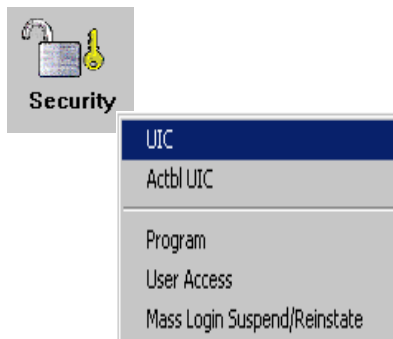 Security
UIC
Actbl UIC
Program
User Access
Mass Login Suspend/Reinstate